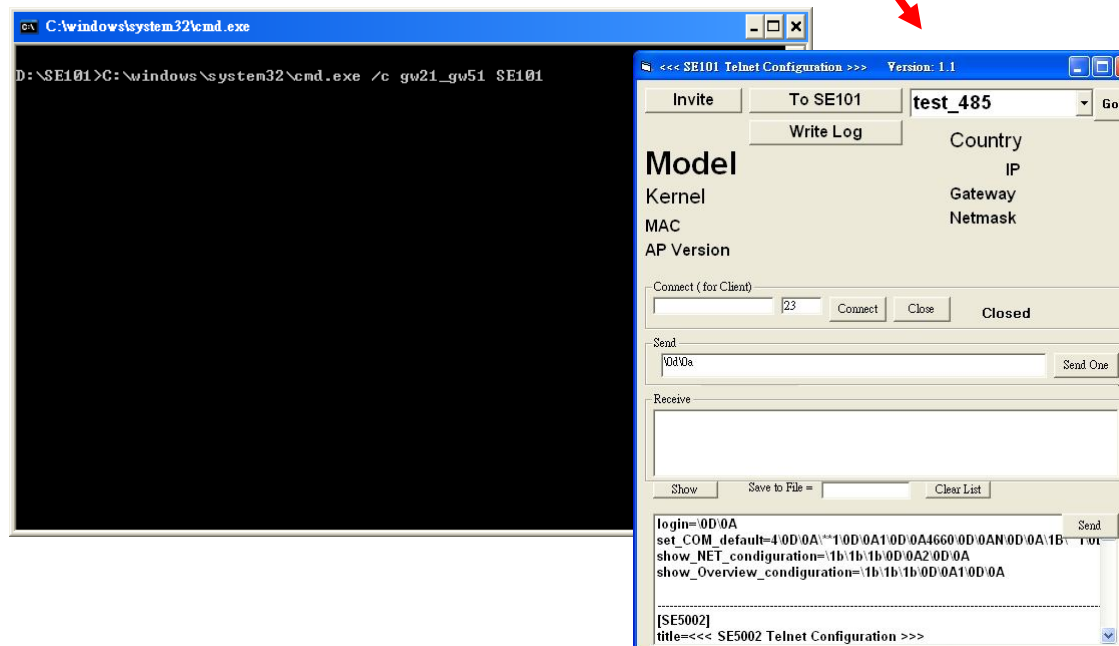 C:\windows\system32\cmd.exe
D:\SE101>C:\windows\system32\cmd.exe /c gw21_gw51 SE101
<<< SE101 Telnet Configuration >>> Version: 1.1
Invite To SE101 test_485 Go
Write Log
Country
Model
IP
Kernel Gateway
MAC Netmask
AP Version
Connect ( for Client)
23 Connect Close Closed
Send
\0d\0a Send One
Receive
Show Save to File = Clear List
login=\0D\0A Send
set_COM_default=4\0D\0A\**1\0D\0A1\0D\0A4660\0D\0AN\0D\0A\1B\
show_NET_condiguration=\1b\1b\1b\0D\0A2\0D\0A
show_Overview_condiguration=\1b\1b\1b\0D\0A1\0D\0A
--------------------------------------------------
[SE5002]
title=<<< SE5002 Telnet Configuration >>>